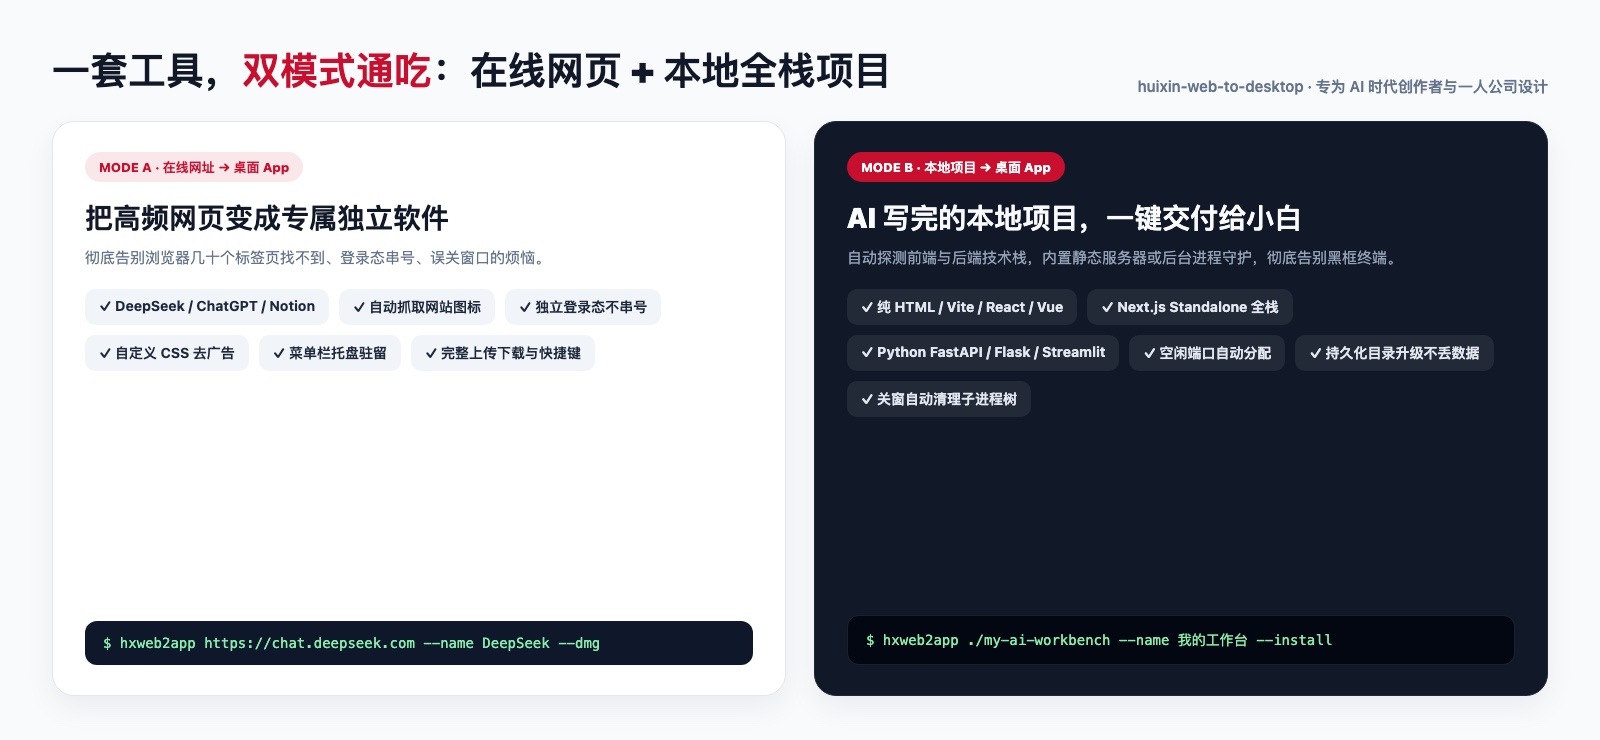 一套工具，双模式通吃：在线网页 + 本地全栈项目
huixin-web-to-desktop · 专为 AI 时代创作者与一人公司设计
MODE A · 在线网址 → 桌面 App
把高频网页变成专属独立软件
彻底告别浏览器几十个标签页找不到、登录态串号、误关窗口的烦恼。
✓ DeepSeek / ChatGPT / Notion
✓ 自动抓取网站图标
✓ 独立登录态不串号
✓ 自定义 CSS 去广告
✓ 菜单栏托盘驻留
✓ 完整上传下载与快捷键
$ hxweb2app https://chat.deepseek.com --name DeepSeek --dmg
MODE B · 本地项目 → 桌面 App
AI 写完的本地项目，一键交付给小白
自动探测前端与后端技术栈，内置静态服务器或后台进程守护，彻底告别黑框终端。
✓ 纯 HTML / Vite / React / Vue
✓ Next.js Standalone 全栈
✓ Python FastAPI / Flask / Streamlit
✓ 空闲端口自动分配
✓ 持久化目录升级不丢数据
✓ 关窗自动清理子进程树
$ hxweb2app ./my-ai-workbench --name 我的工作台 --install